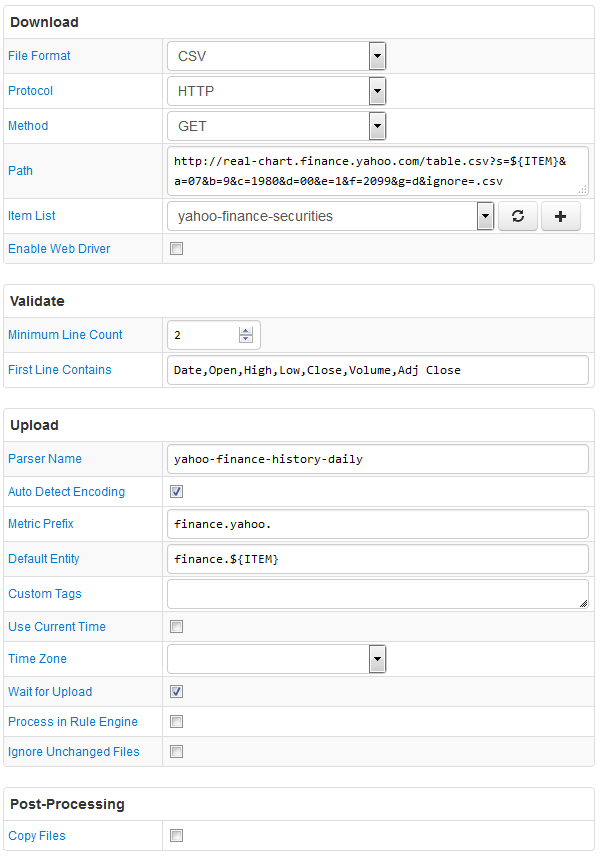 Download
File Format CSV
Protocol HTTP
Method GET
Path http://real-chart.finance.yahoo.com/table.csv?s=${ITEM}&
a=07&b=9&c=1980&d=00&e=1&f=2099&g=d&ignore=.csv
Item List yahoo-finance-securities
Enable Web Driver
Validate
Minimum Line Count 2
First Line Contains Date,Open,High,Low,Close,Volume,Adj Close
Upload
Parser Name yahoo-finance-history-daily
Auto Detect Encoding
Metric Prefix finance.yahoo.
Default Entity finance.${ITEM}
Custom Tags
Use Current Time
Time Zone
Wait for Upload
Process in Rule Engine
Ignore Unchanged Files
Post-Processing
Copy Files